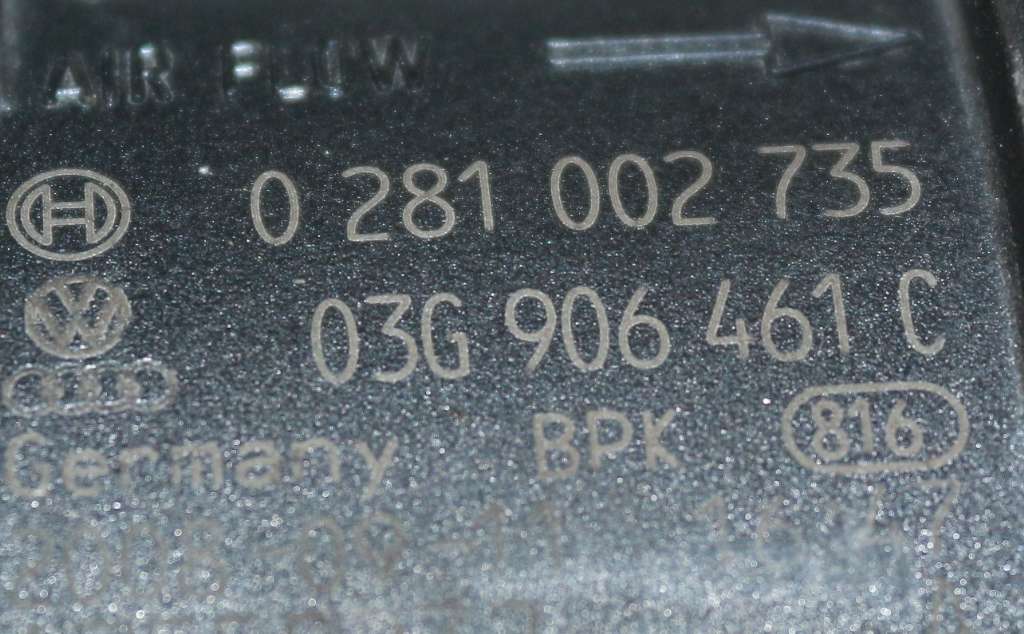 AIR FLOW
0 281 002 735
03G 906 461 C
Germany BPK 816